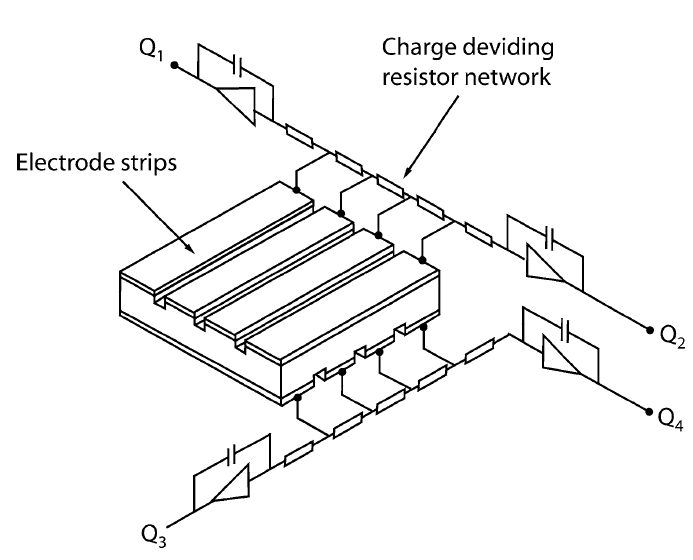 Q₁
Charge deviding
resistor network
Electrode strips
Q₂
Q₄
Q₃